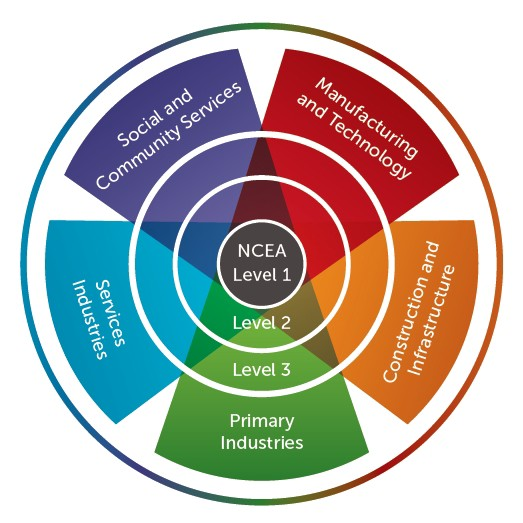 Social and
Community Services
Manufacturing
and Technology
NCEA
Level 1
Services
Industries
Construction and
Infrastructure
Level 2
Level 3
Primary
Industries